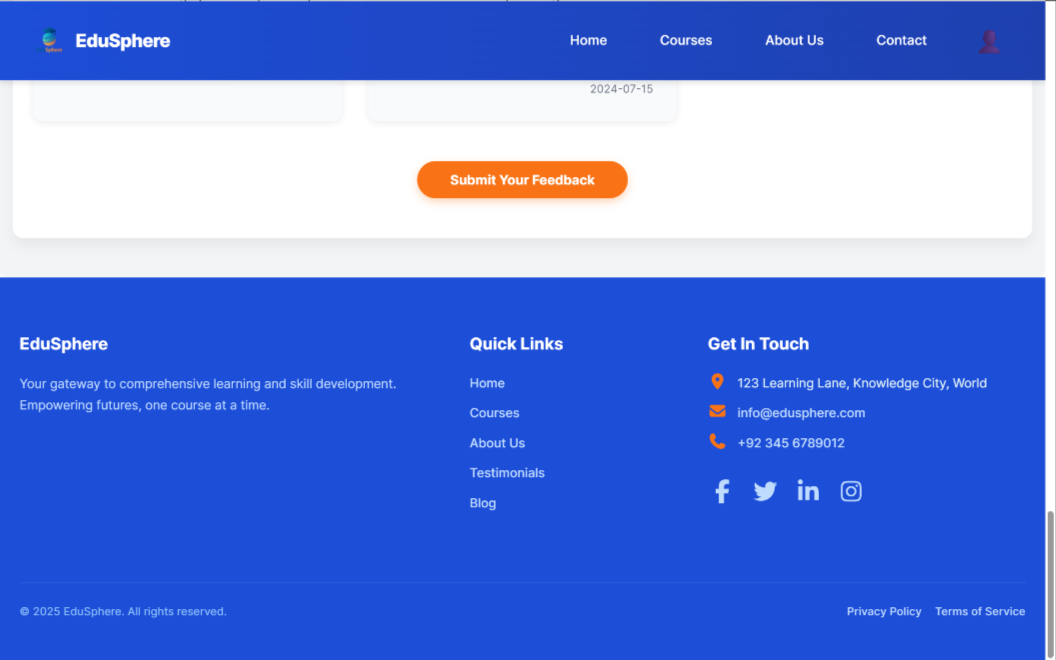 EduSphere
Home
Courses
About Us
Contact
2024-07-15
Submit Your Feedback
EduSphere
Your gateway to comprehensive learning and skill development.
Empowering futures, one course at a time.
Quick Links
Home
Courses
About Us
Testimonials
Blog
Get In Touch
123 Learning Lane, Knowledge City, World
info@edusphere.com
+92 345 6789012
© 2025 EduSphere. All rights reserved.
Privacy Policy
Terms of Service